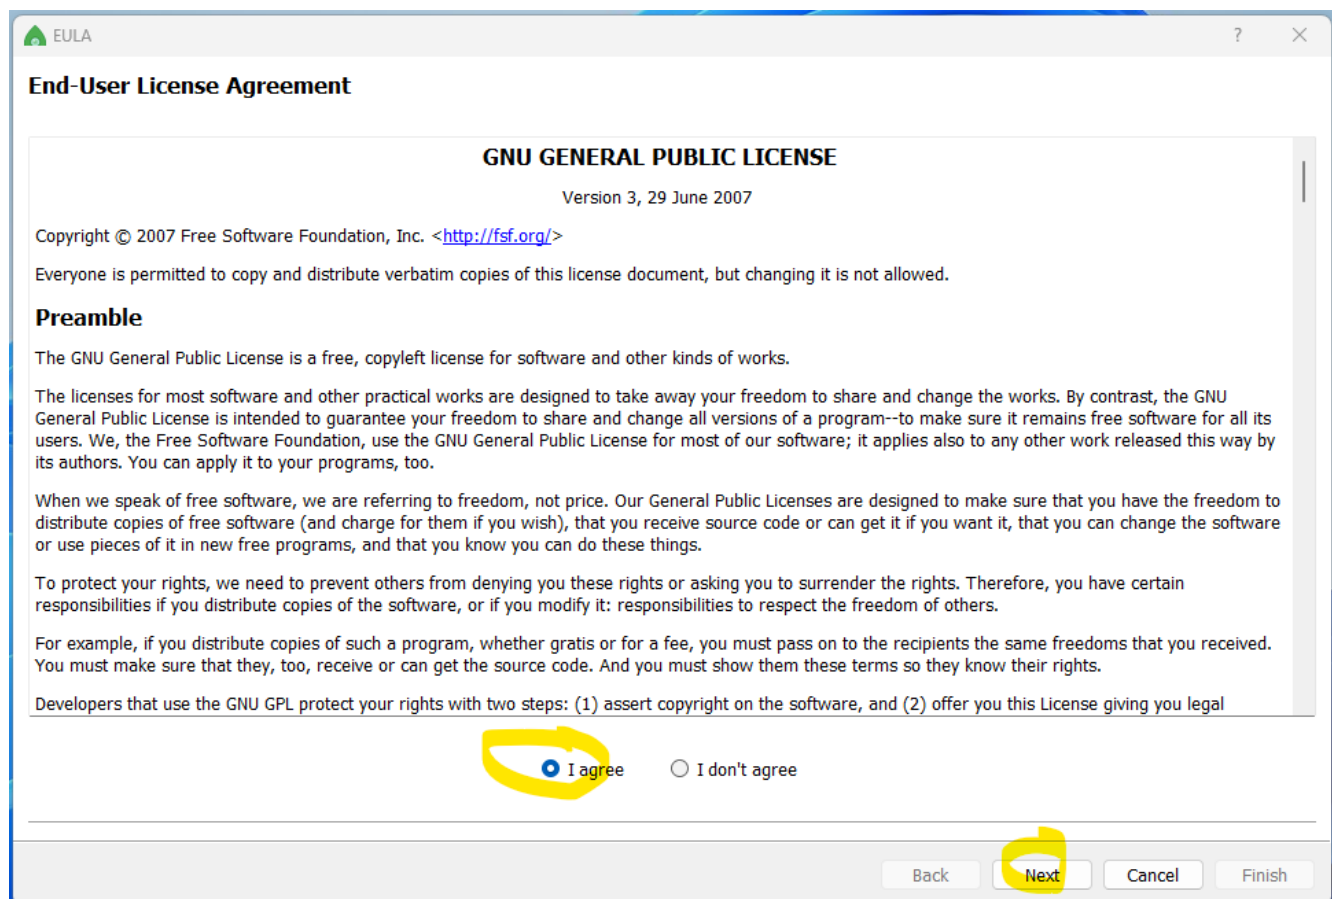 EULA
?
End-User License Agreement
GNU GENERAL PUBLIC LICENSE
Version 3, 29 June 2007
Copyright © 2007 Free Software Foundation, Inc. <http://fsf.org/>
Everyone is permitted to copy and distribute verbatim copies of this license document, but changing it is not allowed.
Preamble
The GNU General Public License is a free, copyleft license for software and other kinds of works.
The licenses for most software and other practical works are designed to take away your freedom to share and change the works. By contrast, the GNU
General Public License is intended to guarantee your freedom to share and change all versions of a program--to make sure it remains free software for all its
users. We, the Free Software Foundation, use the GNU General Public License for most of our software; it applies also to any other work released this way by
its authors. You can apply it to your programs, too.
When we speak of free software, we are referring to freedom, not price. Our General Public Licenses are designed to make sure that you have the freedom to
distribute copies of free software (and charge for them if you wish), that you receive source code or can get it if you want it, that you can change the software
or use pieces of it in new free programs, and that you know you can do these things.
To protect your rights, we need to prevent others from denying you these rights or asking you to surrender the rights. Therefore, you have certain
responsibilities if you distribute copies of the software, or if you modify it: responsibilities to respect the freedom of others.
For example, if you distribute copies of such a program, whether gratis or for a fee, you must pass on to the recipients the same freedoms that you received.
You must make sure that they, too, receive or can get the source code. And you must show them these terms so they know their rights.
Developers that use the GNU GPL protect your rights with two steps: (1) assert copyright on the software, and (2) offer you this License giving you legal
I agree I don't agree
Back Next Cancel Finish